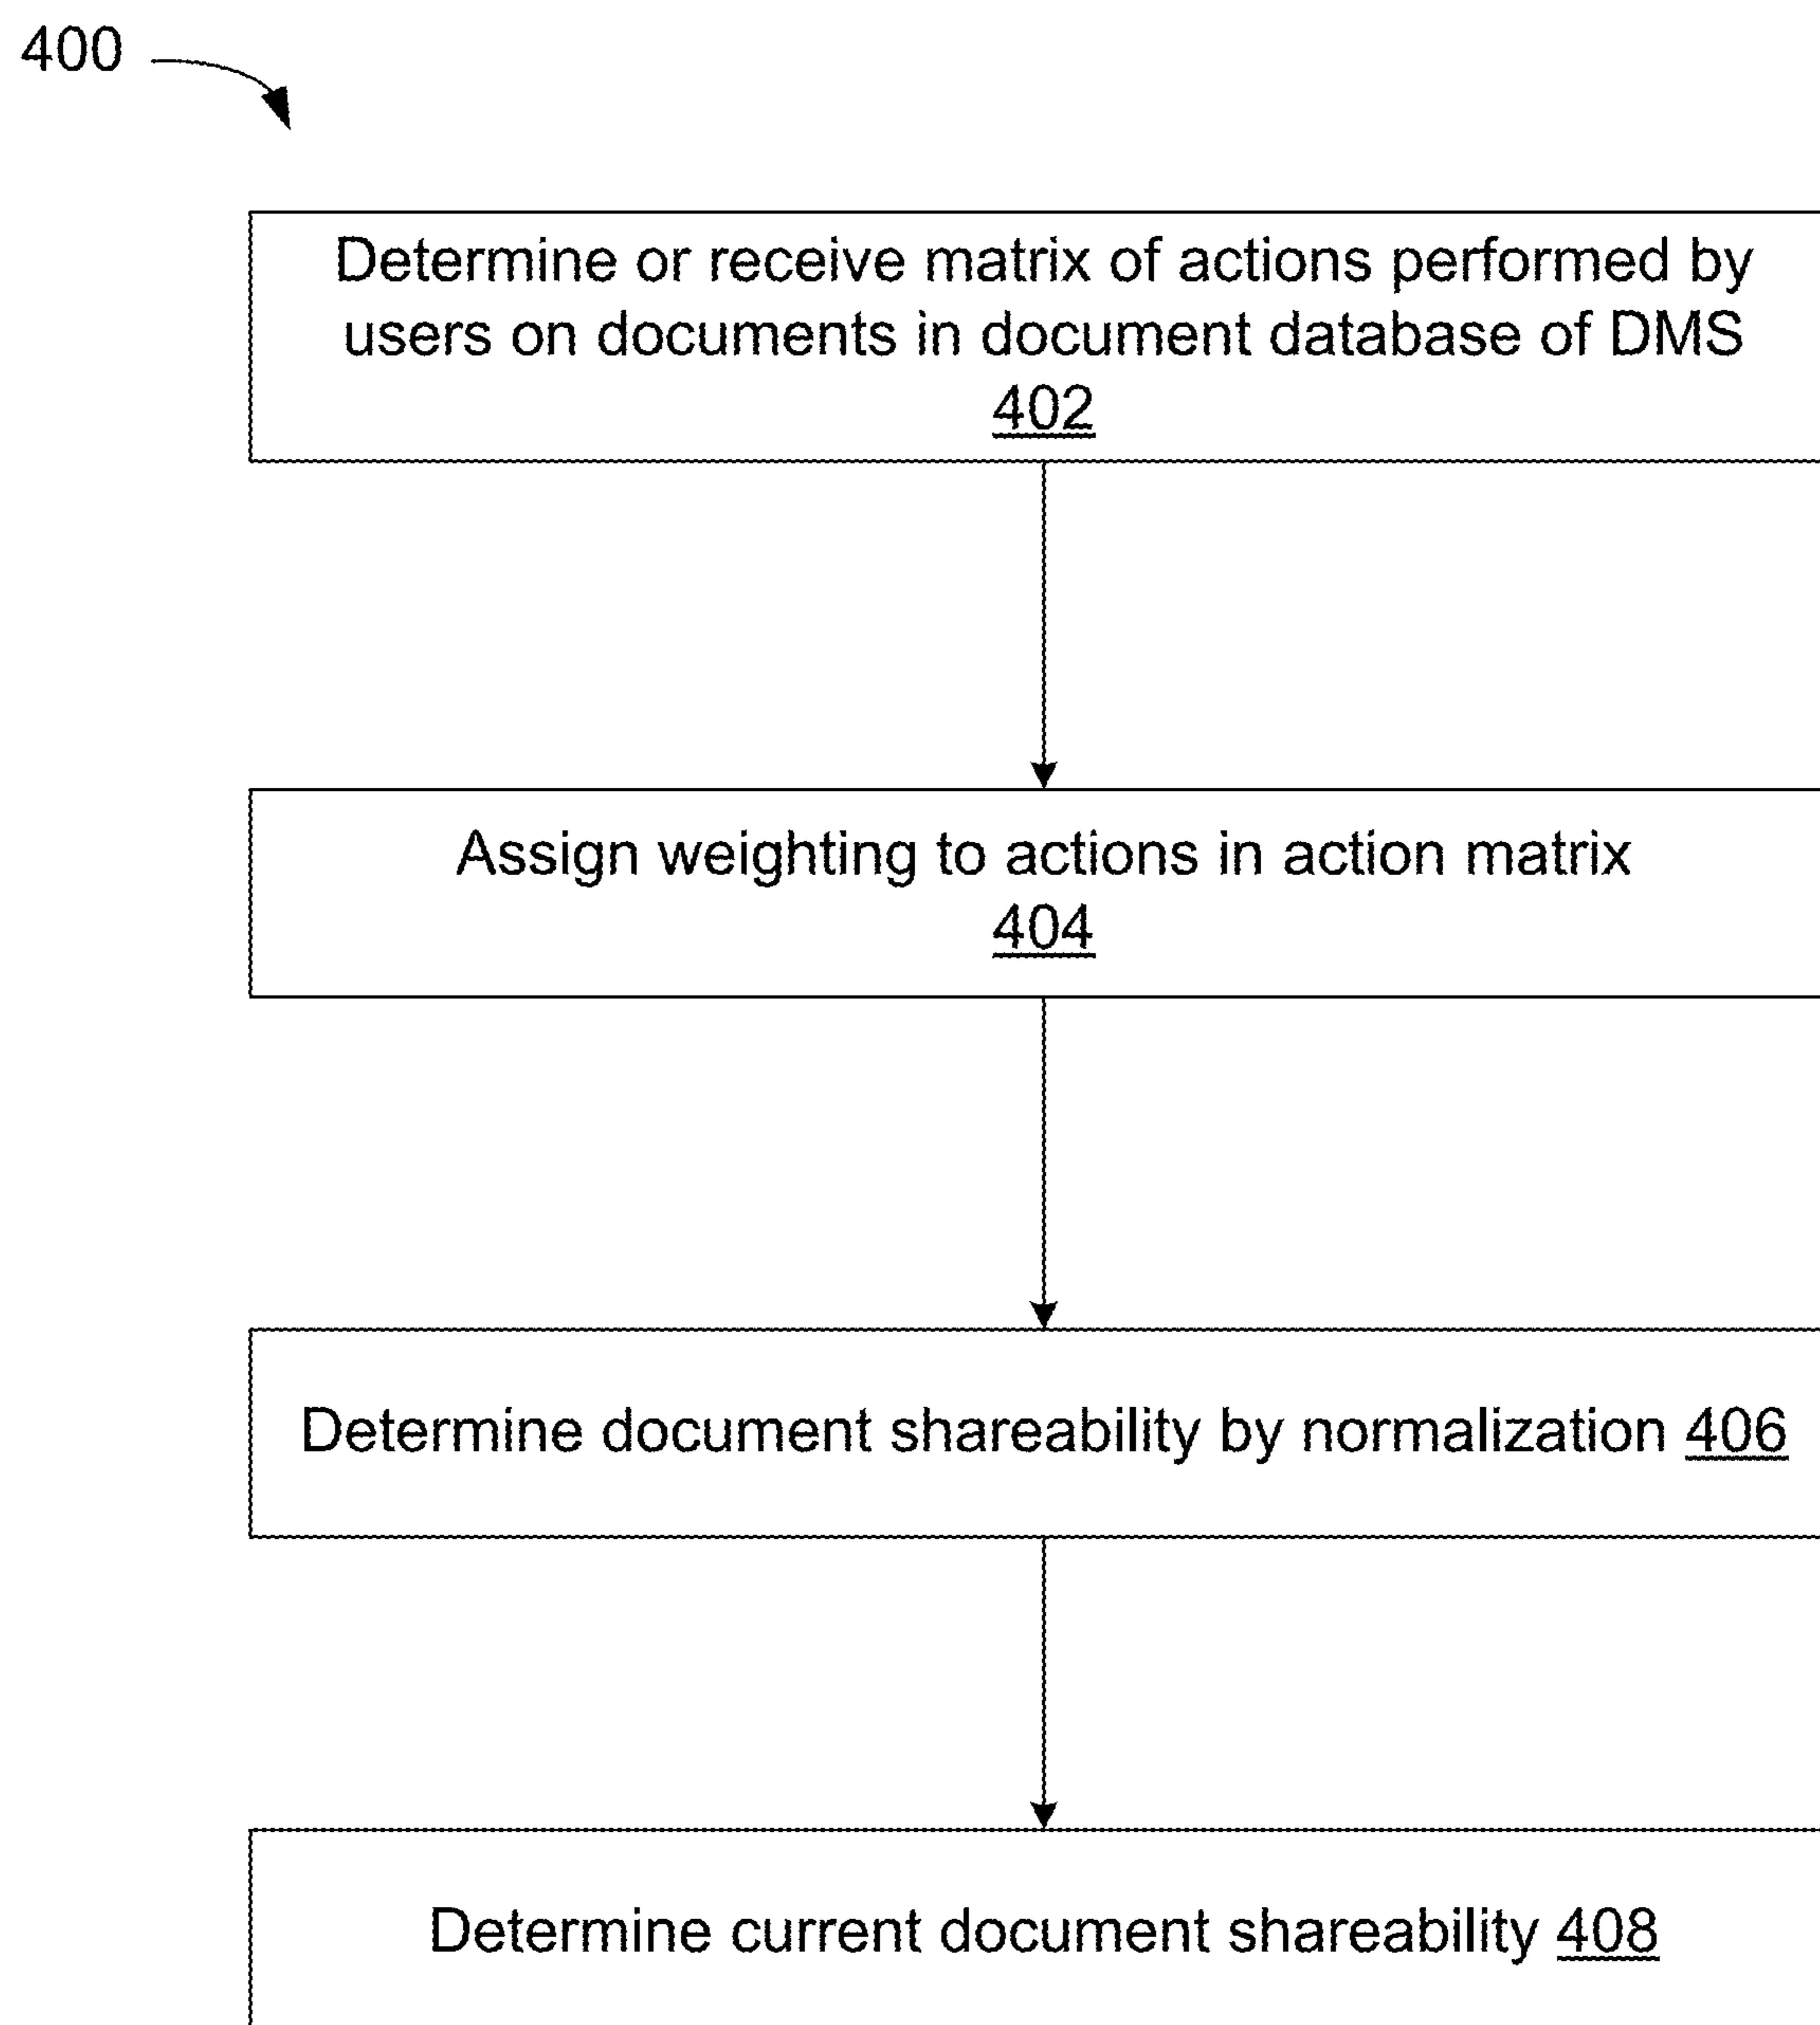 400
Determine or receive matrix of actions performed by
users on documents in document database of DMS
402
Assign weighting to actions in action matrix
404
Determine document shareability by normalization 406
Determine current document shareability 408